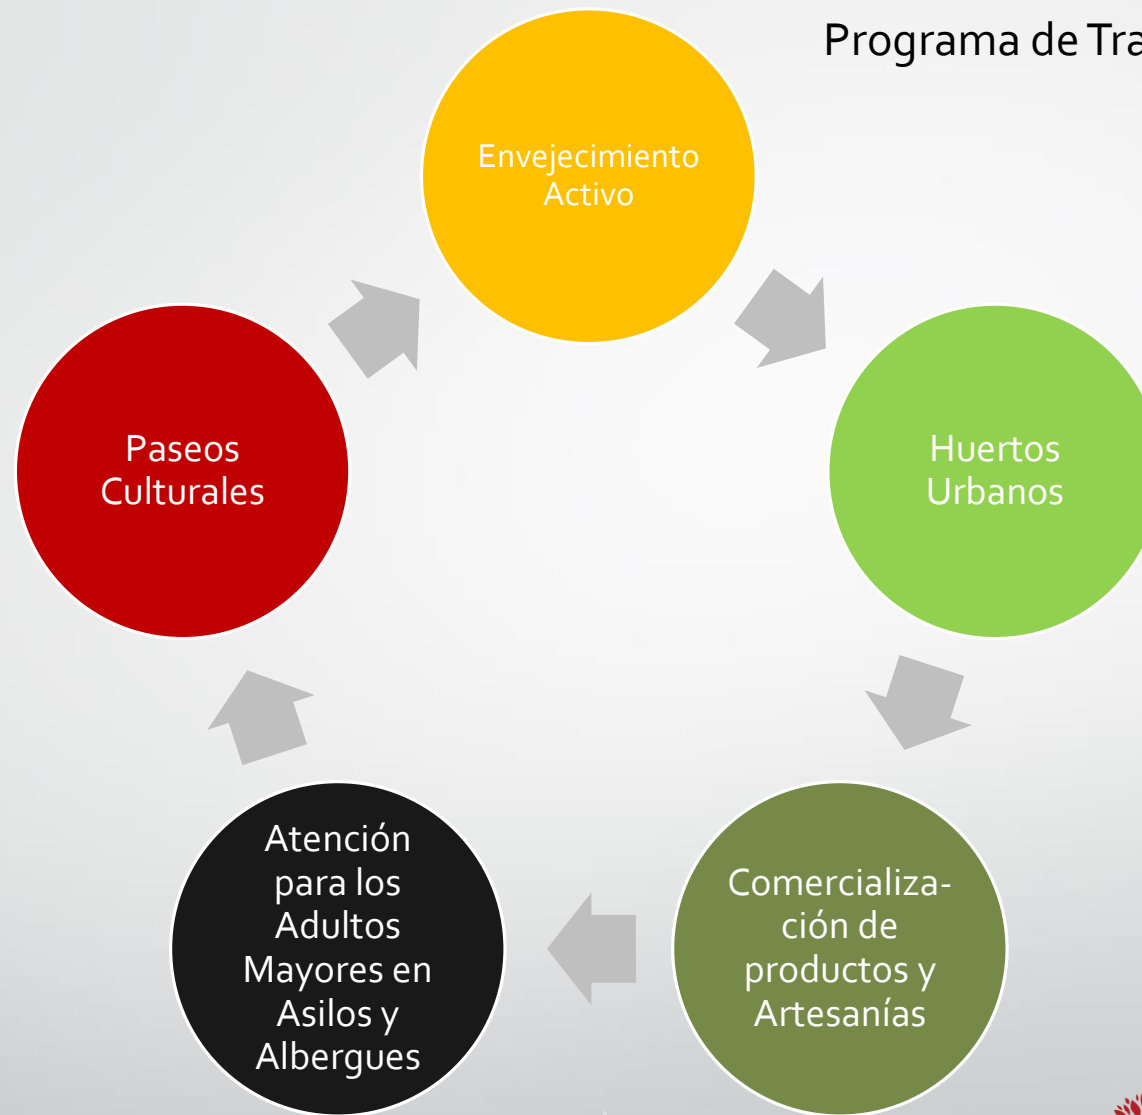 Programa de Tra
Envejecimiento
Activo
Huertos
Urbanos
Comercializa-
ción de
productos y
Artesanías
Atención
para los
Adultos
Mayores en
Asilos y
Albergues
Paseos
Culturales